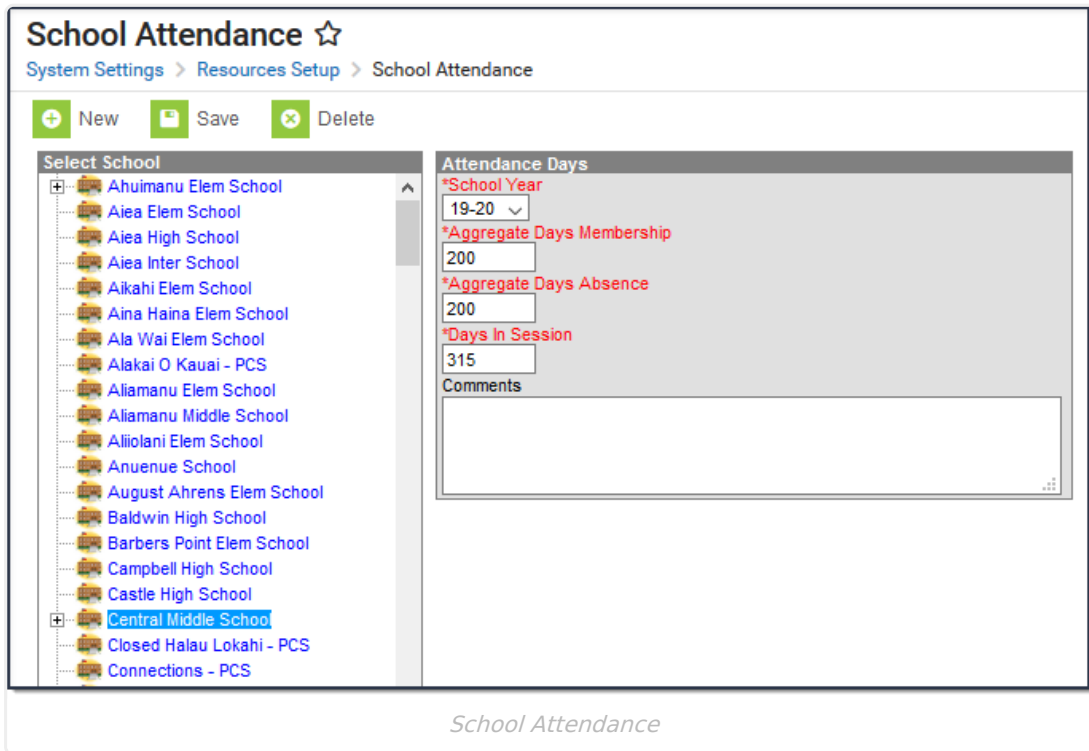 School Attendance
System Settings > Resources Setup > School Attendance
New Save Delete
Select School
Ahuimanu Elem School
Aiea Elem School
Aiea High School
Aiea Inter School
Aikahi Elem School
Aina Haina Elem School
Ala Wai Elem School
Alakai O Kauai - PCS
Aliamanu Elem School
Aliamanu Middle School
Aliiolani Elem School
Anuenue School
August Ahrens Elem School
Baldwin High School
Barbers Point Elem School
Campbell High School
Castle High School
Central Middle School
Closed Halau Lokahi - PCS
Connections - PCS
Attendance Days
*School Year
19-20
*Aggregate Days Membership
200
*Aggregate Days Absence
200
*Days In Session
315
Comments
School Attendance